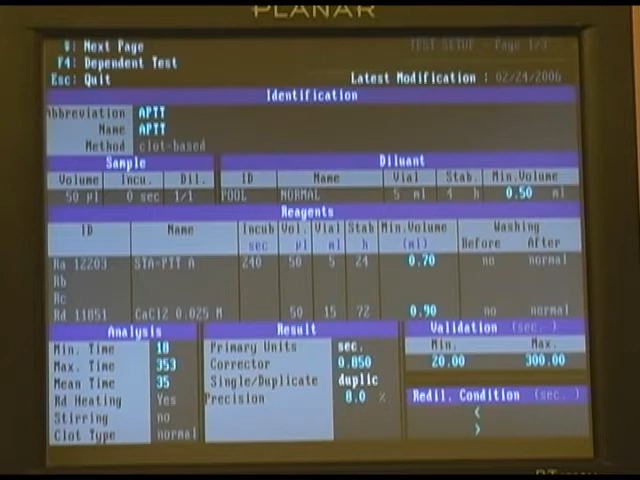 PLANAR
#: Next Page
TEST SETUP - Page 1/3
F4: Dependent Test
Esc: Quit
Latest Modification : 02/24/2006
Identification
Abbreviation APTT
Name APTT
Method clot-based
Sample
Diluant
Volume Incu. Dil.
ID Name Vial Stab. Min.Volume
50 µl 0 sec 1/1
POOL NORMAL 5 ml 4 h 0.50 ml
Reagents
ID Name Incub Vol. Vial Stab Min.Volume Washing
sec µl ml h (ml) Before After
Ra 12203 STA-PTT A 240 50 5 24 0.70 no normal
Rb
Rc
Rd 11051 CaCl2 0.025 M 50 15 72 0.90 no normal
Analysis
Result
Validation (sec.)
Min. Time 18
Max. Time 353
Mean Time 35
Rd Heating Yes
Stirring no
Clot Type normal
Primary Units sec.
Corrector 0.850
Single/Duplicate duplic
Precision 8.0 %
Min. Max.
20.00 300.00
Redil. Condition (sec.)
<
>